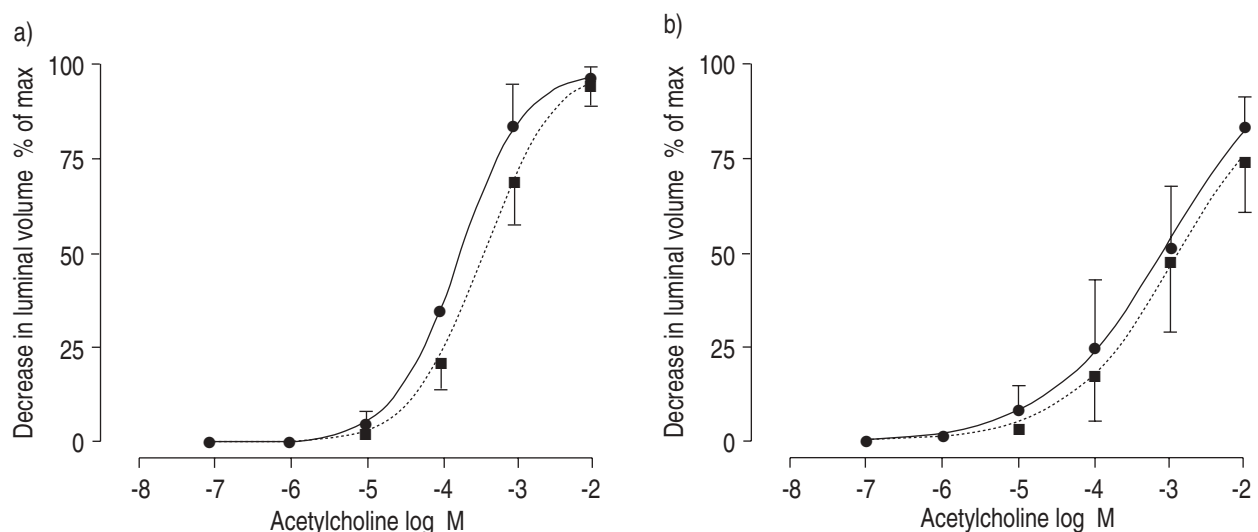 a)
Decrease in luminal volume % of max
100
75
50
25
0
-8 -7 -6 -5 -4 -3 -2
Acetylcholine log M
b)
Decrease in luminal volume % of max
100
75
50
25
0
-8 -7 -6 -5 -4 -3 -2
Acetylcholine log M